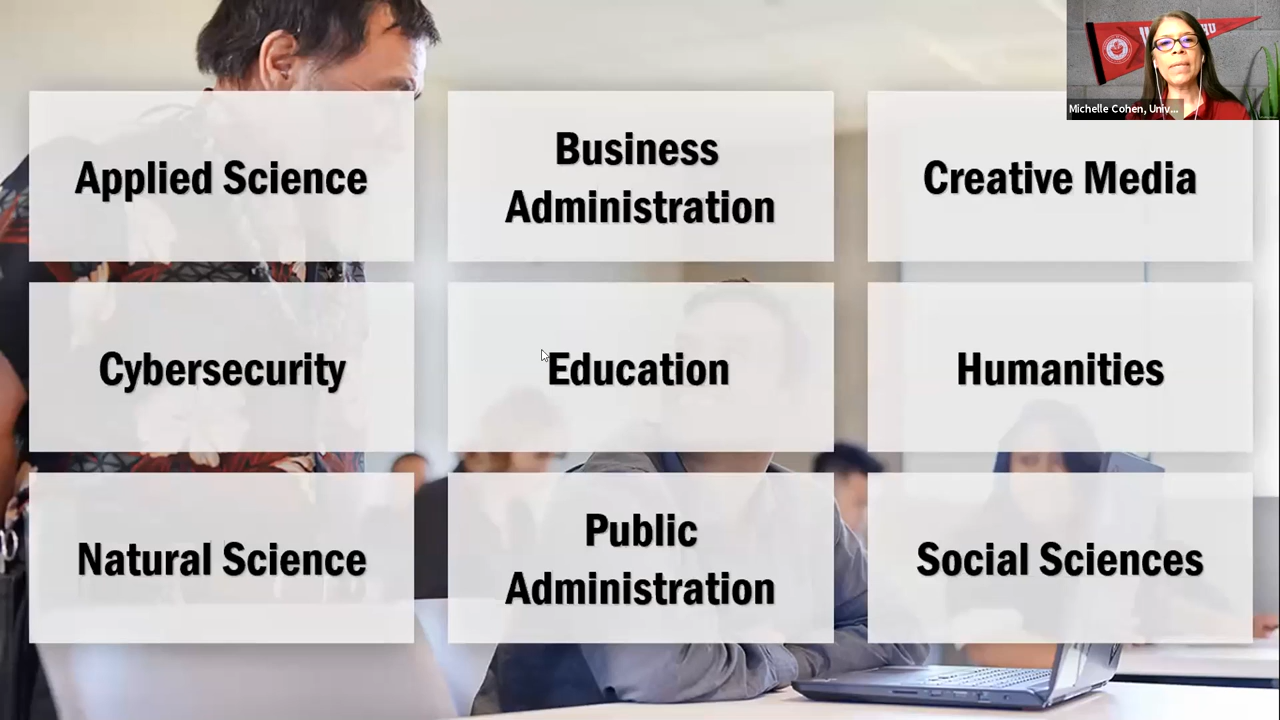 Michelle Cohen, Univ...
Applied Science
Business
Administration
Creative Media
Cybersecurity
Education
Humanities
Natural Science
Public
Administration
Social Sciences